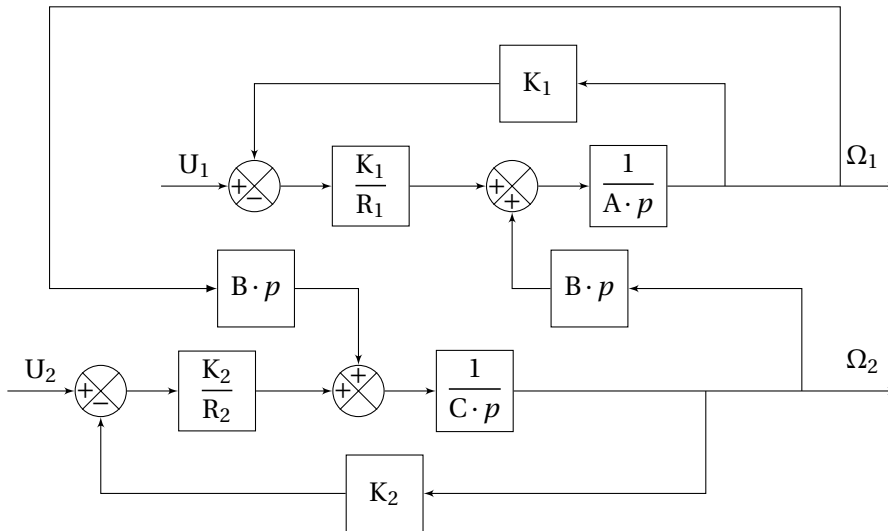 K₁
U₁
+
−
K₁
R₁
+
+
1
A · p
Ω₁
B · p
B · p
U₂
+
−
K₂
R₂
+
+
1
C · p
Ω₂
K₂